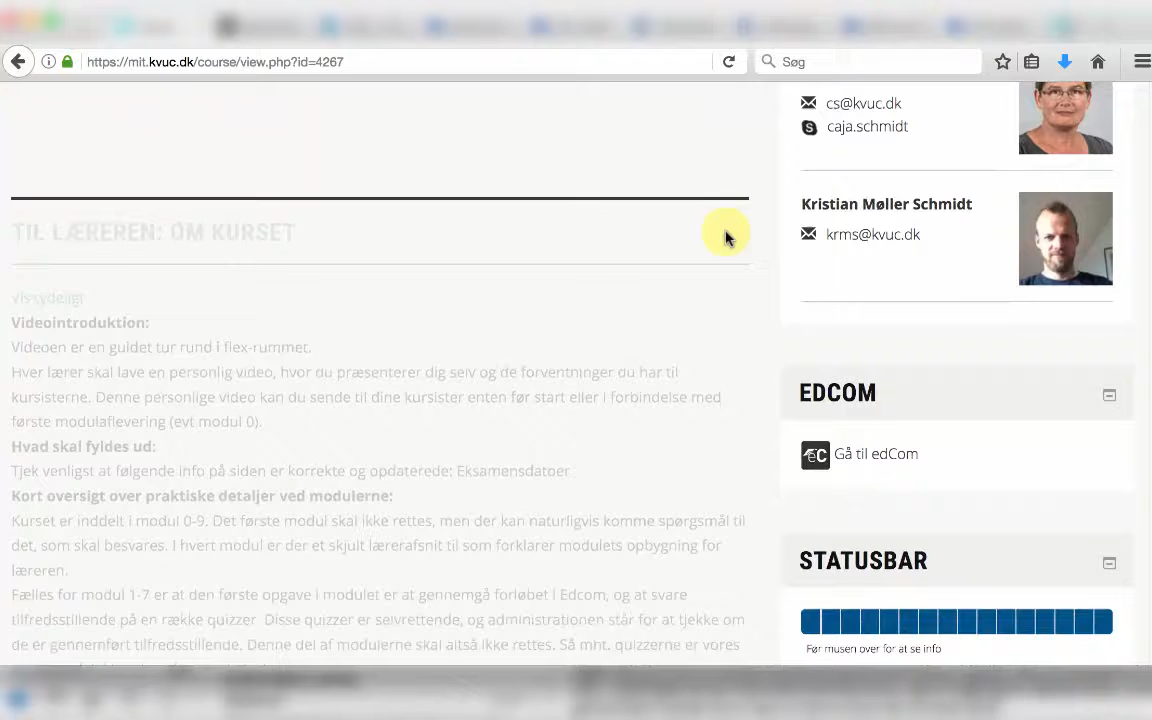 https://mit.kvuc.dk/course/view.php?id=4267
Søg
cs@kvuc.dk
caja.schmidt
Kristian Møller Schmidt
krms@kvuc.dk
TIL LÆREREN: OM KURSET
Vis tydeligt
Videointroduktion:
Videoen er en guidet tur rund i flex-rummet.
Hver lærer skal lave en personlig video, hvor du præsenterer dig selv og de forventninger du har til
kursisterne. Denne personlige video kan du sende til dine kursister enten før start eller i forbindelse med
første modulaflevering (evt modul 0).
Hvad skal fyldes ud:
Tjek venligst at følgende info på siden er korrekte og opdaterede: Eksamensdatoer
Kort oversigt over praktiske detaljer ved modulerne:
Kurset er inddelt i modul 0-9. Det første modul skal ikke rettes, men der kan naturligvis komme spørgsmål til
det, som skal besvares. I hvert modul er der et skjult lærerafsnit til som forklarer modulets opbygning for
læreren.
Fælles for modul 1-7 er at den første opgave i modulet er at gennemgå forløbet i Edcom, og at svare
tilfredsstillende på en række quizzer. Disse quizzer er selvrettende, og administrationen står for at tjekke om
de er gennemført tilfredsstillende. Denne del af modulerne skal altså ikke rettes. Så mht. quizzerne er vores
EDCOM
Gå til edCom
STATUSBAR
Før musen over for at se info